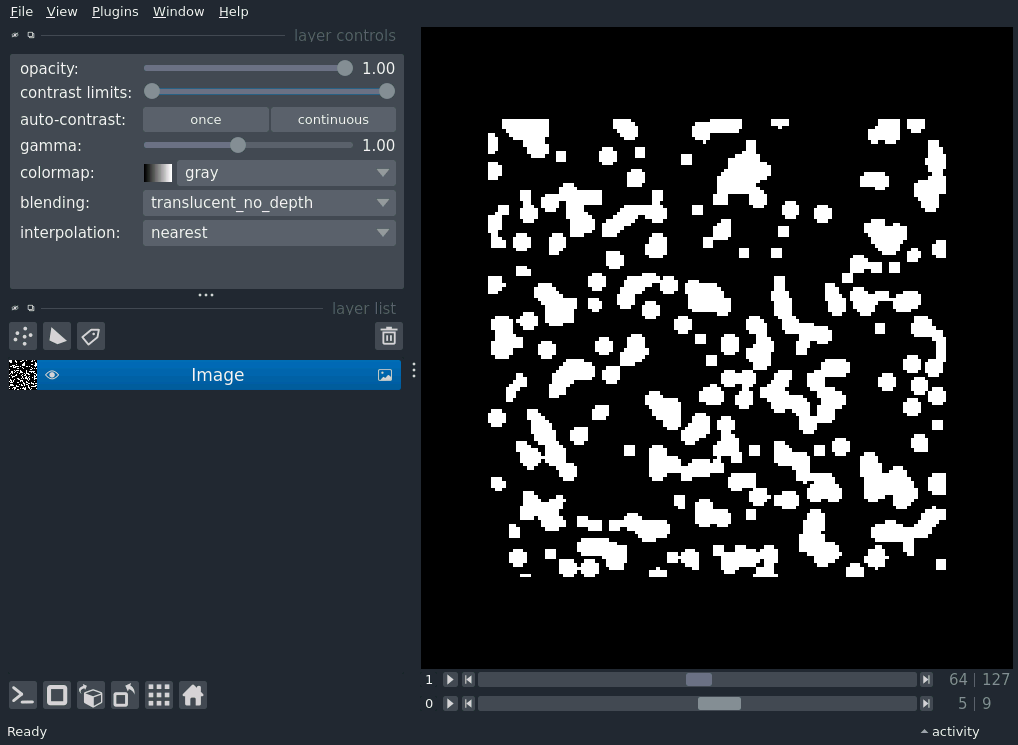 File View Plugins Window Help
layer controls
opacity: 1.00
contrast limits:
auto-contrast: once continuous
gamma: 1.00
colormap: gray
blending: translucent_no_depth
interpolation: nearest
layer list
Image
1 64 | 127
0 5 | 9
Ready activity